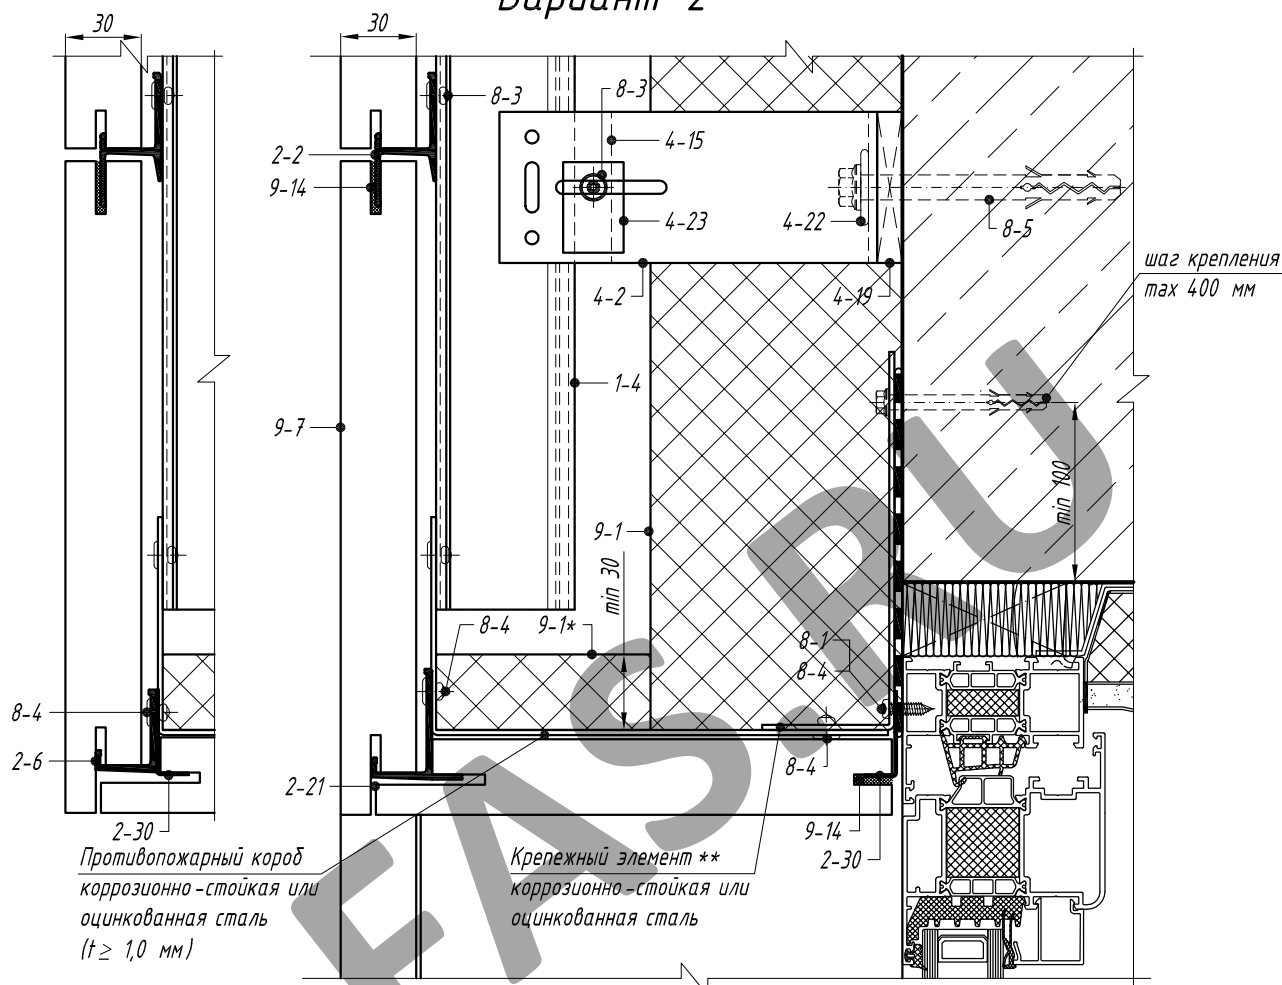 Вариант 2
30
30
8-3
8-3
4-15
2-2
9-14
4-23
4-22
8-5
шаг крепления
max 400 мм
4-2
4-19
1-4
9-7
min 100
9-1
min 30
8-4
9-1*
8-1
8-4
8-4
2-6
2-21
8-4
2-30
9-14
2-30
Противопожарный короб
коррозионно-стойкая или
оцинкованная сталь
(t ≥ 1,0 мм)
Крепежный элемент **
коррозионно-стойкая или
оцинкованная сталь
FAS.RU